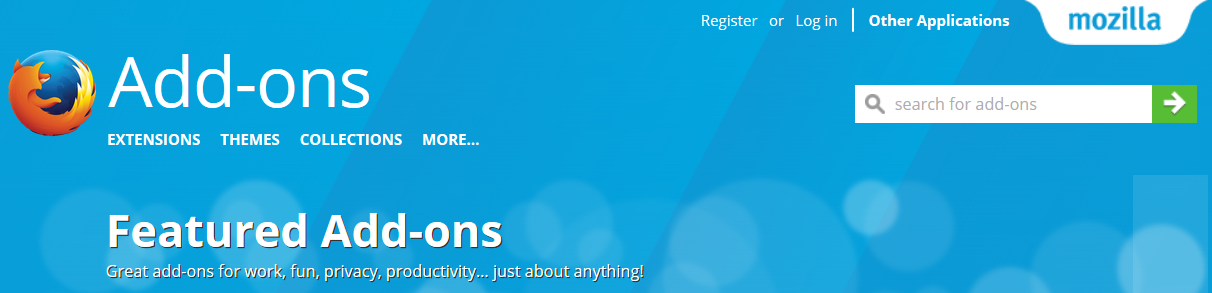 Register or Log in Other Applications mozilla
Add-ons
search for add-ons
EXTENSIONS THEMES COLLECTIONS MORE...
Featured Add-ons
Great add-ons for work, fun, privacy, productivity... just about anything!